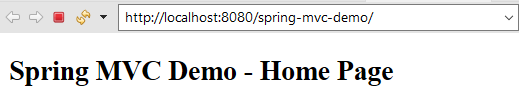 http://localhost:8080/spring-mvc-demo/
Spring MVC Demo - Home Page